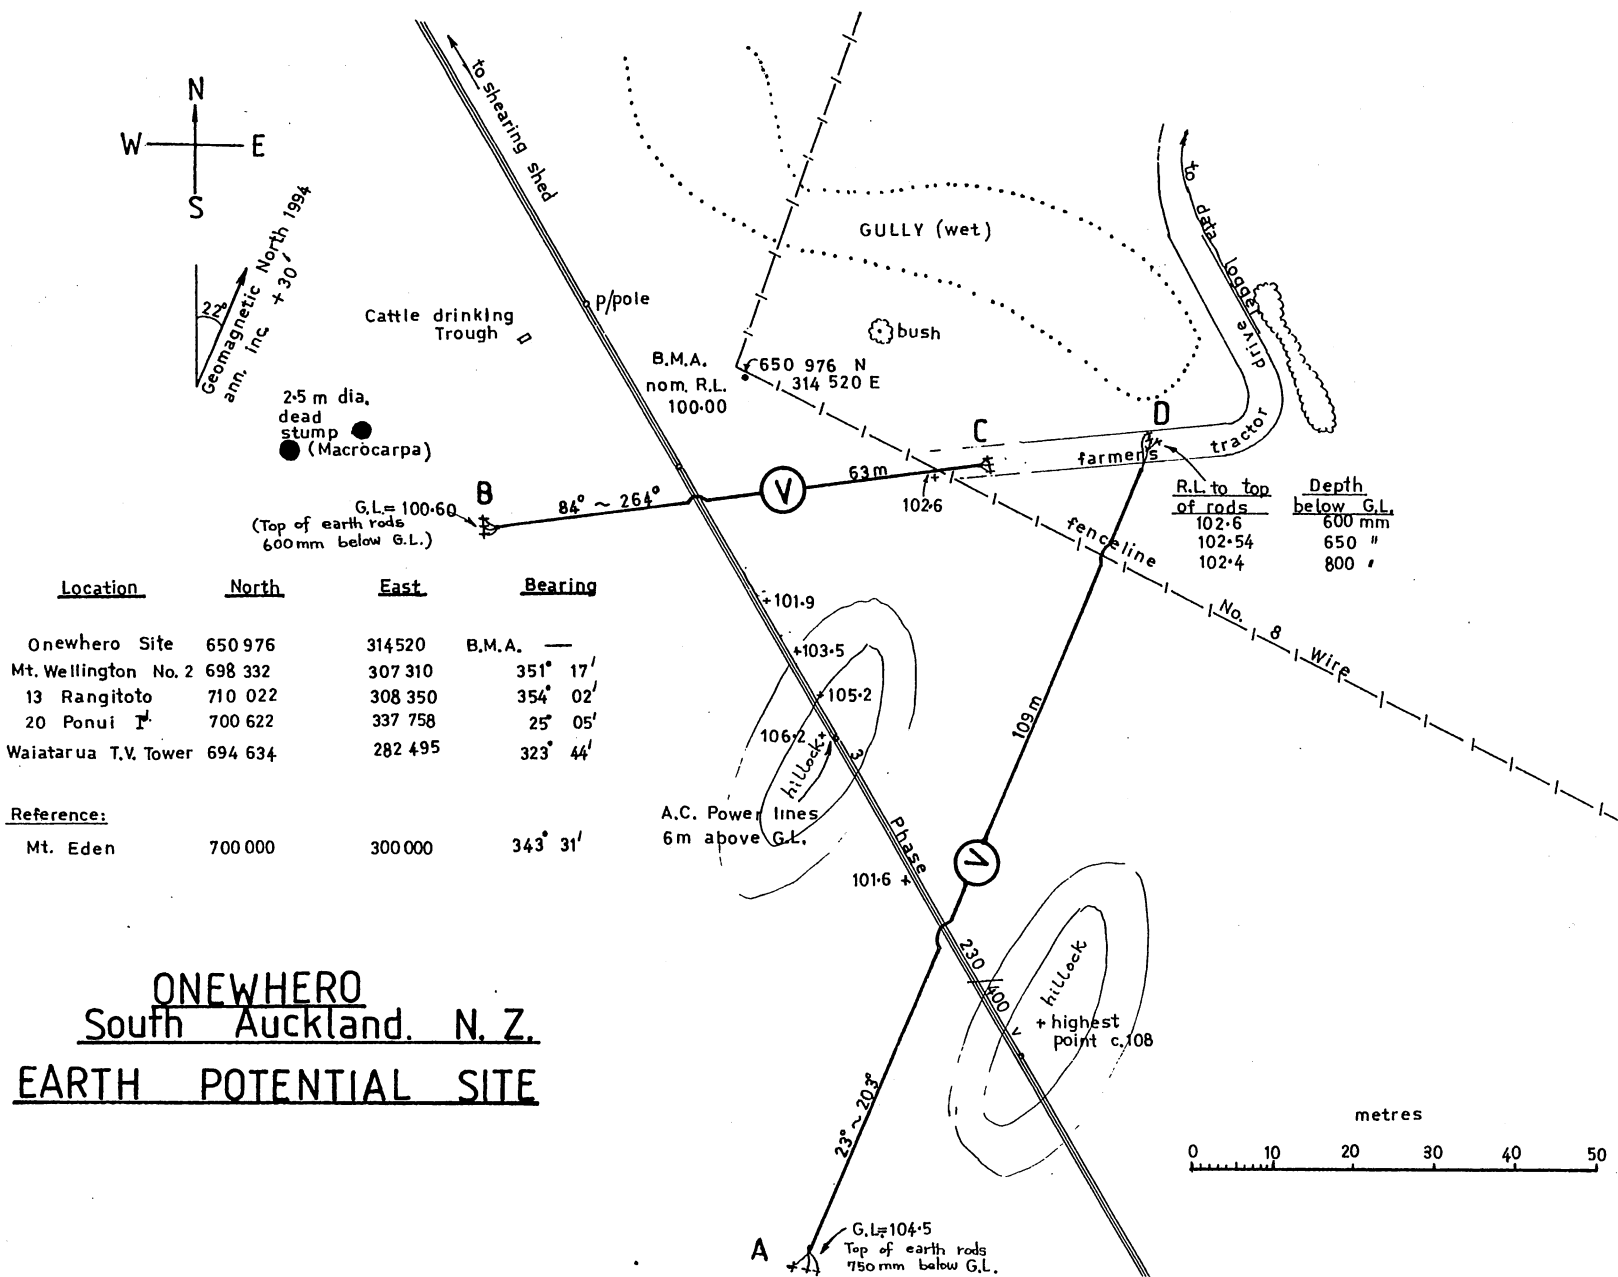 N
W E
S
Geomagnetic North 1994
ann. inc. +30'
to shearing shed
p/pole
Cattle drinking
Trough
2.5 m dia.
dead
stump
(Macrocarpa)
GULLY (wet)
bush
B.M.A.
nom. R.L.
100.00
650 976 N
314 520 E
to data logger
farmer's tractor drive
C
D
B
G.L.= 100.60
(Top of earth rods
600mm below G.L.)
84° ~ 264°
V
63m
102.6
R.L. to top
of rods
102.6
102.54
102.4
Depth
below G.L.
600 mm
650 "
800 "
fenceline No. 8 Wire
Location North East Bearing
Onewhero Site 650 976 314520 B.M.A. —
Mt. Wellington No. 2 698 332 307 310 351° 17'
13 Rangitoto 710 022 308 350 354° 02'
20 Ponui Id. 700 622 337 758 25° 05'
Waiatarua T.V. Tower 694 634 282 495 323° 44'
Reference:
Mt. Eden 700 000 300 000 343° 31'
+101.9
+103.5
+105.2
106.2+
hillock
A.C. Power lines
6m above G.L.
3 Phase 230/400 V
101.6 +
109m
V
hillock
+ highest
point c.108
23° ~ 203°
ONEWHERO
South Auckland. N. Z.
EARTH POTENTIAL SITE
A
G.L.= 104.5
Top of earth rods
750 mm below G.L.
metres
0 10 20 30 40 50